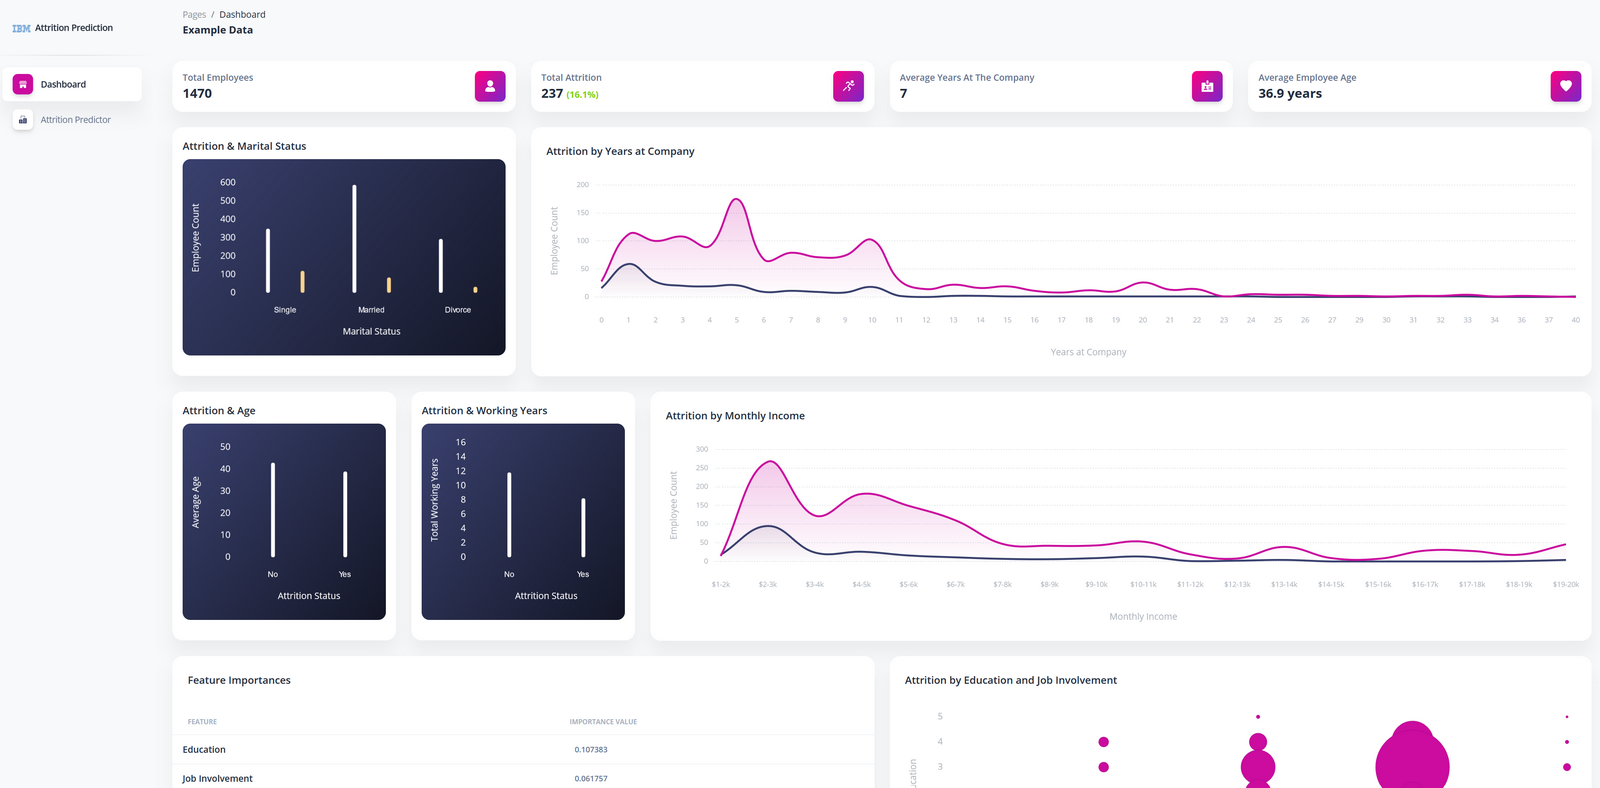 IBM Attrition Prediction
Dashboard
Attrition Predictor
Pages / Dashboard
Example Data
Total Employees
1470
Total Attrition
237 (16.1%)
Average Years At The Company
7
Average Employee Age
36.9 years
Attrition & Marital Status
Employee Count
600
500
400
300
200
100
0
Single Married Divorce
Marital Status
Attrition by Years at Company
Employee Count
200
150
100
50
0
0 1 2 3 4 5 6 7 8 9 10 11 12 13 14 15 16 17 18 19 20 21 22 23 24 25 26 27 29 30 31 32 33 34 36 37 40
Years at Company
Attrition & Age
Average Age
50
40
30
20
10
0
No Yes
Attrition Status
Attrition & Working Years
Total Working Years
16
14
12
10
8
6
4
2
0
No Yes
Attrition Status
Attrition by Monthly Income
Employee Count
300
250
200
150
100
50
0
$1-2k $2-3k $3-4k $4-5k $5-6k $6-7k $7-8k $8-9k $9-10k $10-11k $11-12k $12-13k $13-14k $14-15k $15-16k $16-17k $17-18k $18-19k $19-20k
Monthly Income
Feature Importances
FEATURE IMPORTANCE VALUE
Education 0.107383
Job Involvement 0.061757
Attrition by Education and Job Involvement
5
4
3
ucation